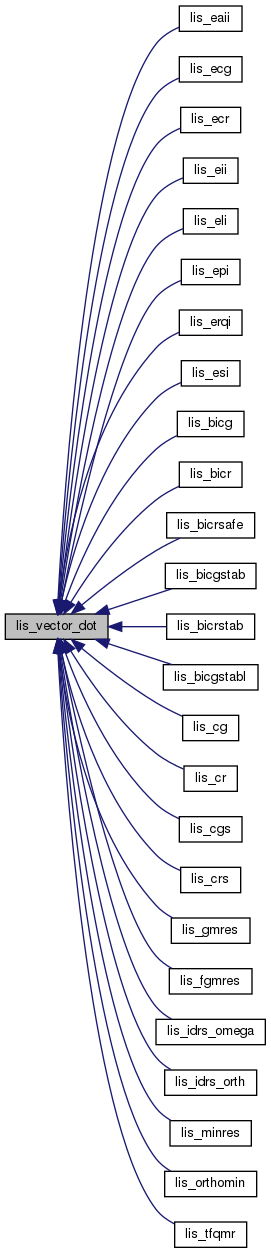 lis_eaii
lis_ecg
lis_ecr
lis_eii
lis_eli
lis_epi
lis_erqi
lis_esi
lis_bicg
lis_bicr
lis_bicrsafe
lis_bicgstab
lis_vector_dot
lis_bicrstab
lis_bicgstabl
lis_cg
lis_cr
lis_cgs
lis_crs
lis_gmres
lis_fgmres
lis_idrs_omega
lis_idrs_orth
lis_minres
lis_orthomin
lis_tfqmr